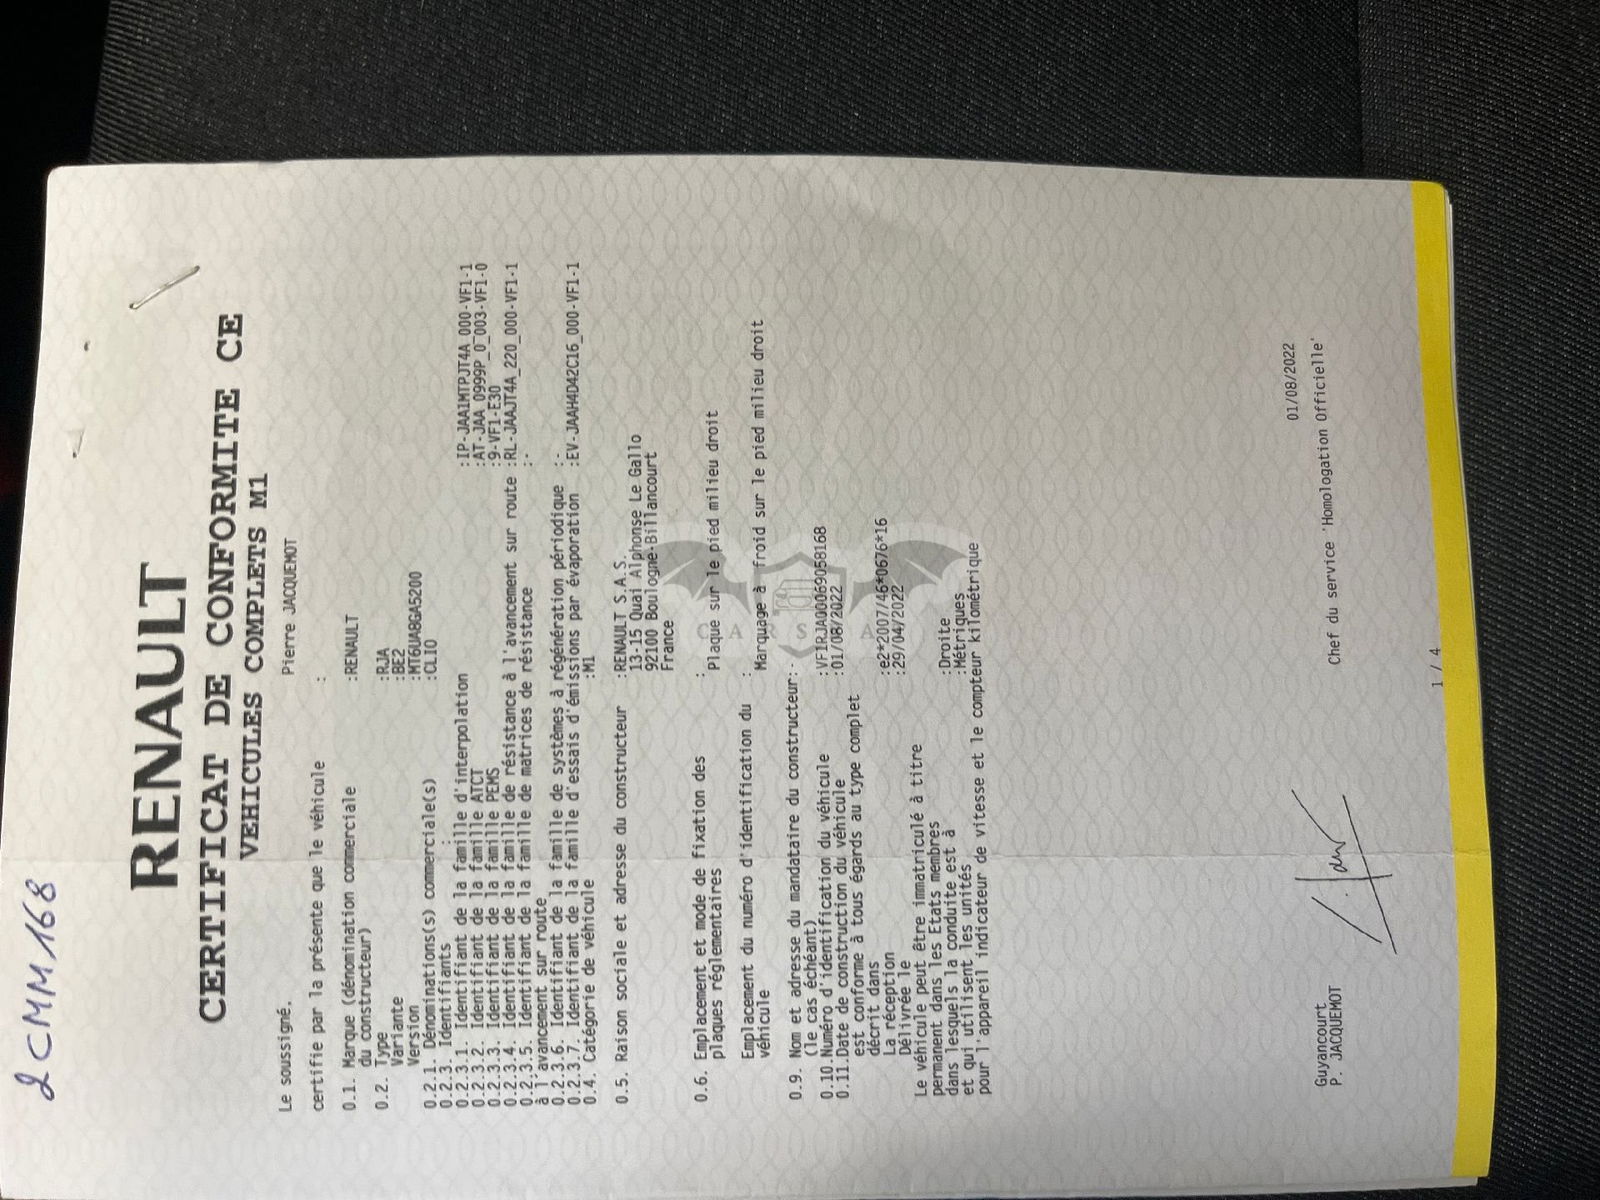 2CMM168
RENAULT
CERTIFICAT DE CONFORMITE CE
VEHICULES COMPLETS M1
Le soussigné. Pierre JACQUEMOT
certifie par la présente que le véhicule :
0.1. Marque (dénomination commerciale :RENAULT
du constructeur)
0.2. Type :RJA
Variante :BE2
Version :MT6UA8GA5200
0.2.1. Dénominations(s) commerciale(s) :CLIO
0.2.3. Identifiants :
0.2.3.1. Identifiant de la famille d'interpolation :IP-JAA1MTPJT4A_000-VF1-1
0.2.3.2. Identifiant de la famille ATCT :AT-JAA_0999P_0_003-VF1-0
0.2.3.3. Identifiant de la famille PEMS :9-VF1-E30
0.2.3.4. Identifiant de la famille de résistance à l'avancement sur route :RL-JAAJT4A_220_000-VF1-1
0.2.3.5. Identifiant de la famille de matrices de résistance :-
à l'avancement sur route
0.2.3.6. Identifiant de la famille de systèmes à régénération périodique :-
0.2.3.7. Identifiant de la famille d'essais d'émissions par évaporation :EV-JAAH4D42C16_000-VF1-1
0.4. Catégorie de véhicule :M1
0.5. Raison sociale et adresse du constructeur :RENAULT S.A.S.
13-15 Quai Alphonse Le Gallo
92100 Boulogne-Billancourt
France
0.6. Emplacement et mode de fixation des :
plaques réglementaires Plaque sur le pied milieu droit
Emplacement du numéro d'identification du :
véhicule Marquage à froid sur le pied milieu droit
0.9. Nom et adresse du mandataire du constructeur:-
(le cas échéant)
0.10.Numéro d'identification du véhicule :VF1RJA00069058168
0.11.Date de construction du véhicule :01/08/2022
est conforme à tous égards au type complet
décrit dans
La réception :e2*2007/46*0676*16
Délivrée le :29/04/2022
Le véhicule peut être immatriculé à titre
permanent dans les Etats membres
dans lesquels la conduite est à :Droite
et qui utilisent les unités :Métriques
pour l'appareil indicateur de vitesse et le compteur kilométrique
Guyancourt 01/08/2022
P. JACQUEMOT Chef du service 'Homologation Officielle'
1 / 4